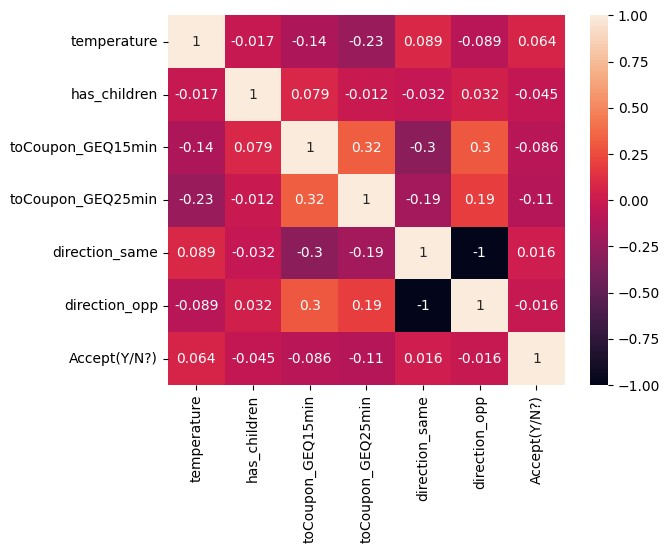 temperature 1 -0.017 -0.14 -0.23 0.089 -0.089 0.064
has_children -0.017 1 0.079 -0.012 -0.032 0.032 -0.045
toCoupon_GEQ15min -0.14 0.079 1 0.32 -0.3 0.3 -0.086
toCoupon_GEQ25min -0.23 -0.012 0.32 1 -0.19 0.19 -0.11
direction_same 0.089 -0.032 -0.3 -0.19 1 -1 0.016
direction_opp -0.089 0.032 0.3 0.19 -1 1 -0.016
Accept(Y/N?) 0.064 -0.045 -0.086 -0.11 0.016 -0.016 1
temperature
has_children
toCoupon_GEQ15min
toCoupon_GEQ25min
direction_same
direction_opp
Accept(Y/N?)
1.00
0.75
0.50
0.25
0.00
−0.25
−0.50
−0.75
−1.00